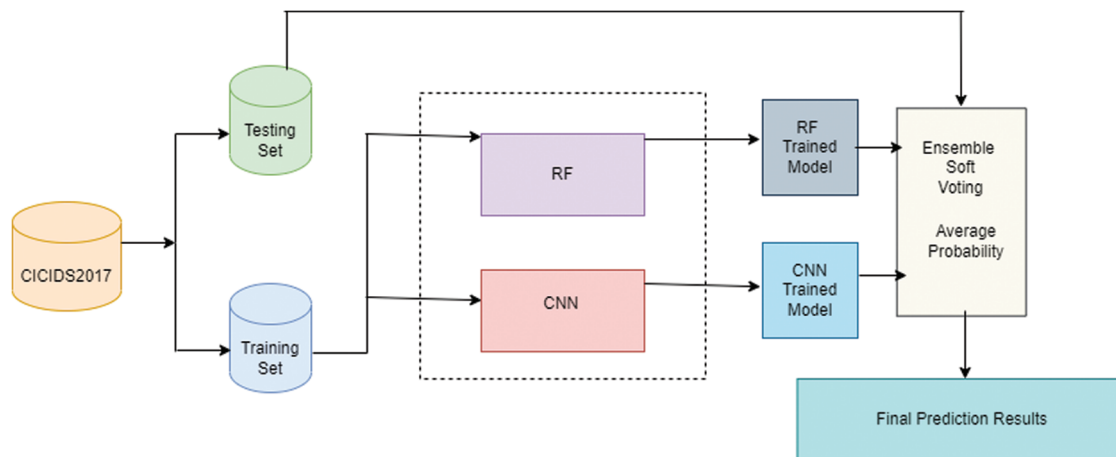 Testing
Set
CICIDS2017
Training
Set
RF
CNN
RF
Trained
Model
CNN
Trained
Model
Ensemble
Soft
Voting
Average
Probability
Final Prediction Results